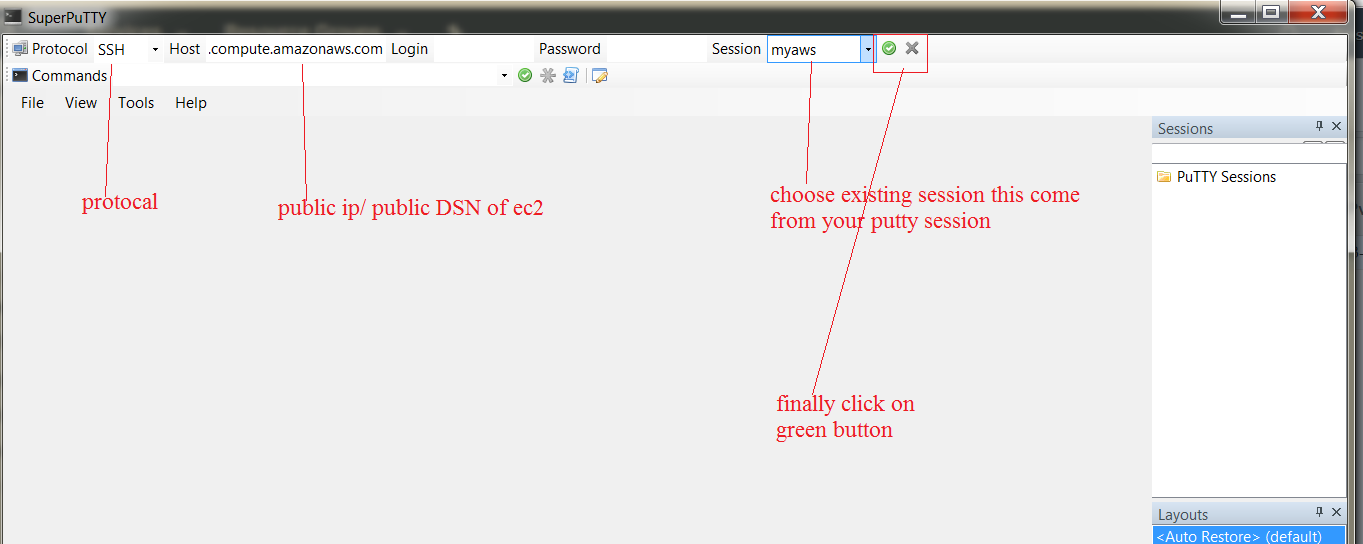 SuperPuTTY
Protocol SSH Host .compute.amazonaws.com Login Password Session myaws
Commands
File View Tools Help
Sessions
PuTTY Sessions
protocal
public ip/ public DSN of ec2
choose existing session this come
from your putty session
finally click on
green button
Layouts
<Auto Restore> (default)